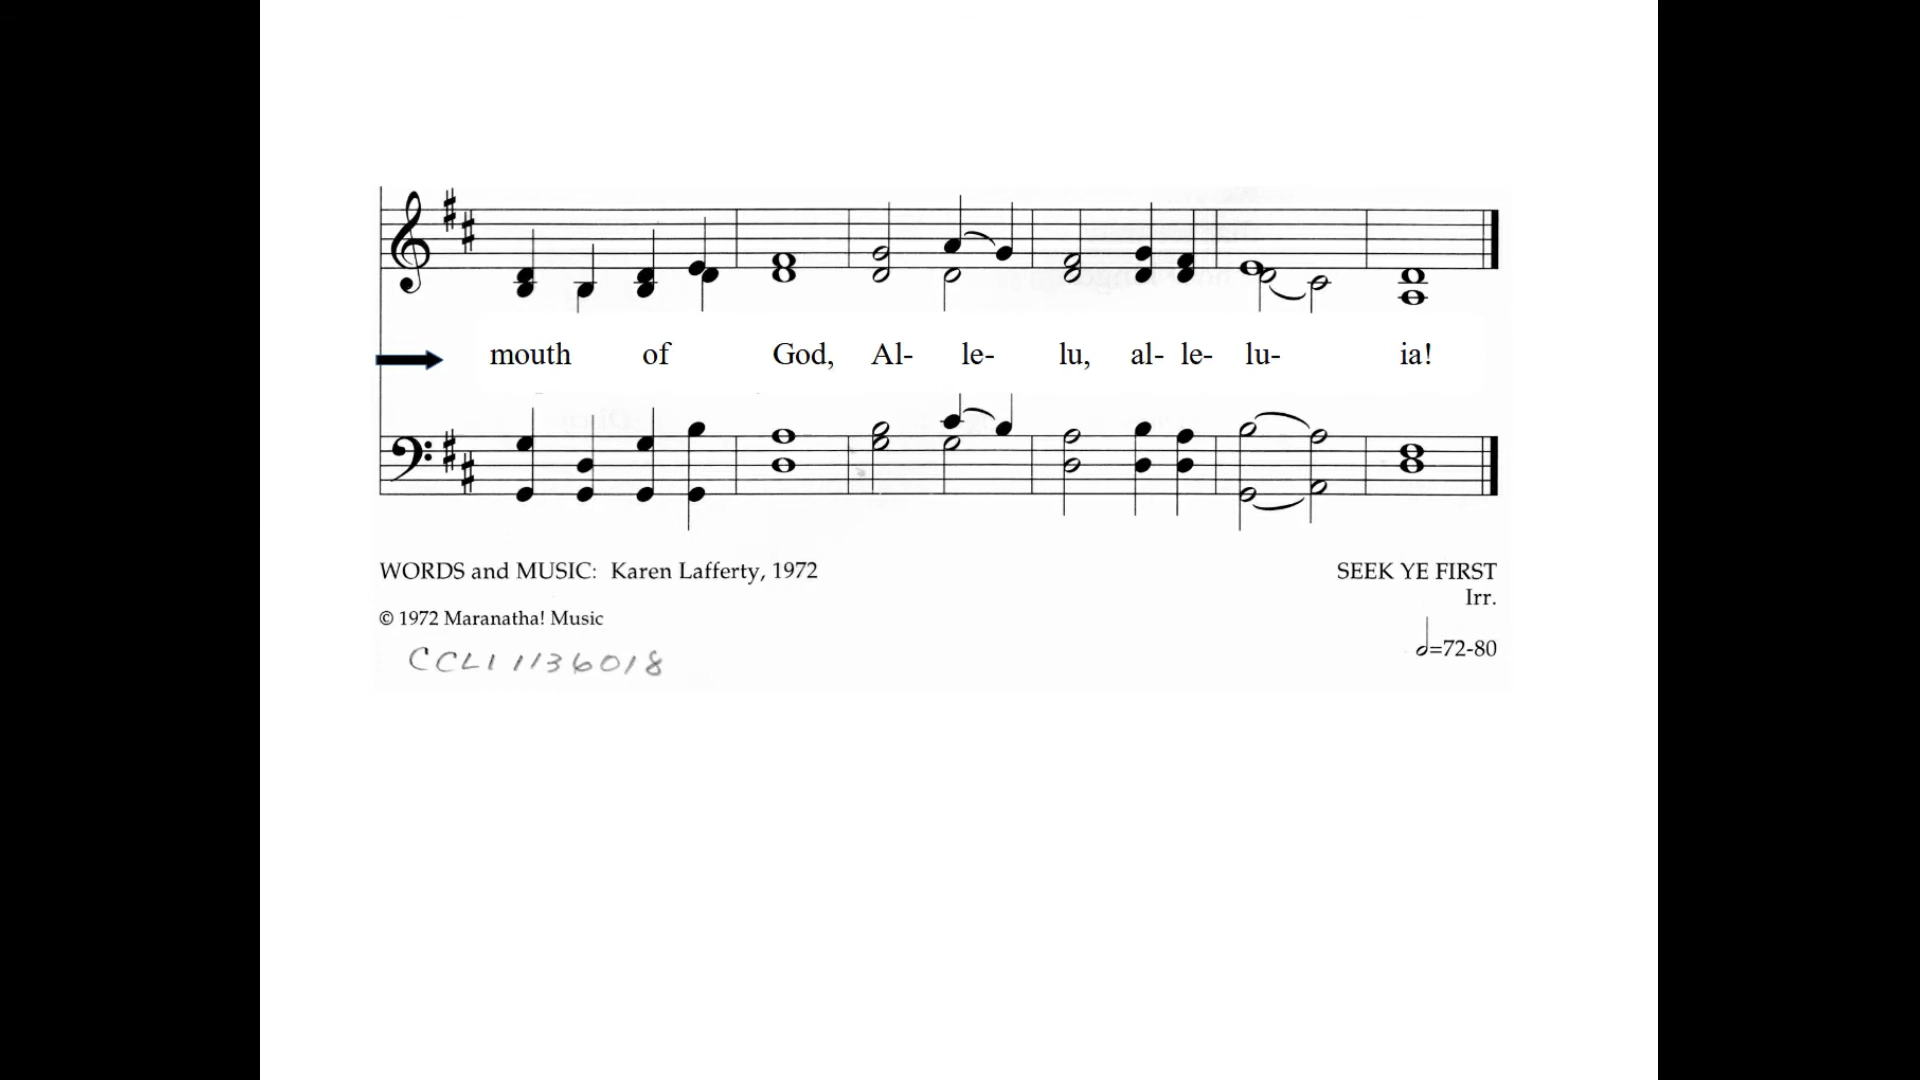 mouth of God, Al- le- lu, al- le- lu- ia!
WORDS and MUSIC: Karen Lafferty, 1972
SEEK YE FIRST
Irr.
© 1972 Maranatha! Music
𝅗𝅥=72-80
CCLI 1136018